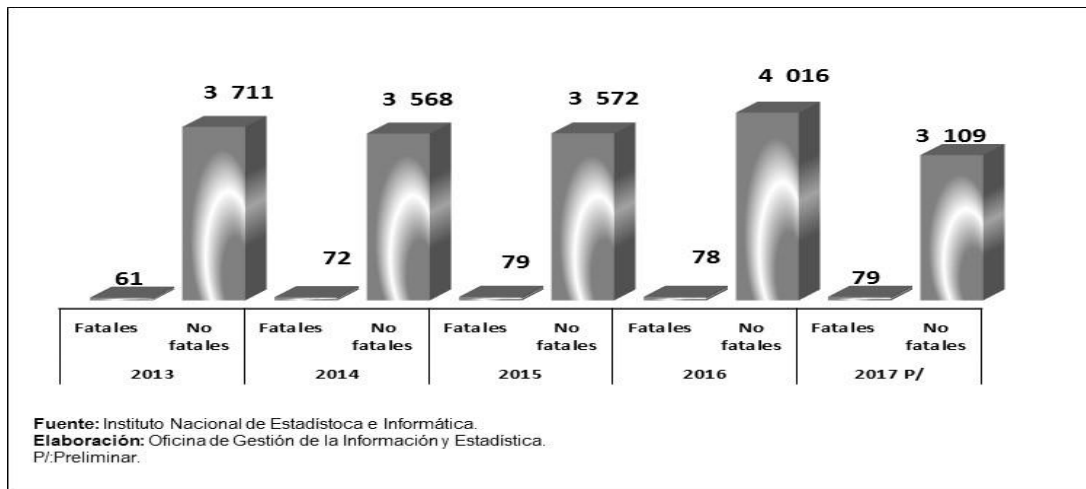 4 016
3 711
3 568
3 572
3 109
61
72
79
78
79
Fatales No fatales Fatales No fatales Fatales No fatales Fatales No fatales Fatales No fatales
2013 2014 2015 2016 2017 P/
Fuente: Instituto Nacional de Estadístoca e Informática.
Elaboración: Oficina de Gestión de la Información y Estadística.
P/:Preliminar.